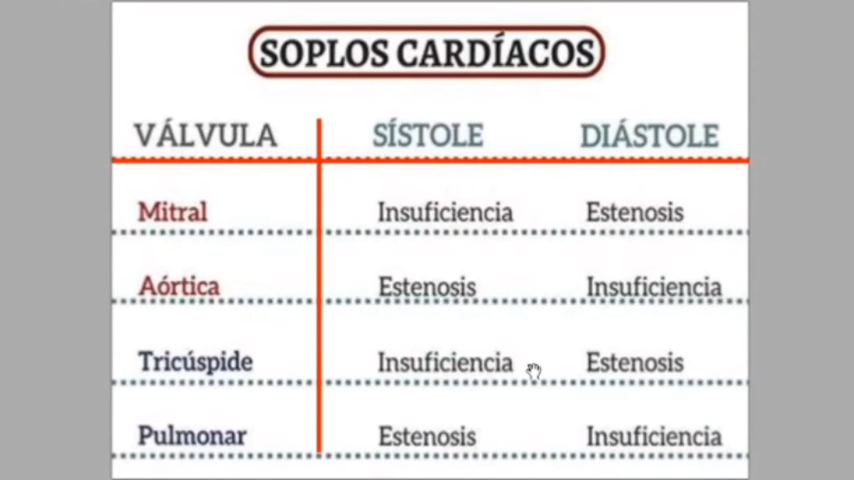 SOPLOS CARDÍACOS
VÁLVULA SÍSTOLE DIÁSTOLE
Mitral Insuficiencia Estenosis
Aórtica Estenosis Insuficiencia
Tricúspide Insuficiencia Estenosis
Pulmonar Estenosis Insuficiencia